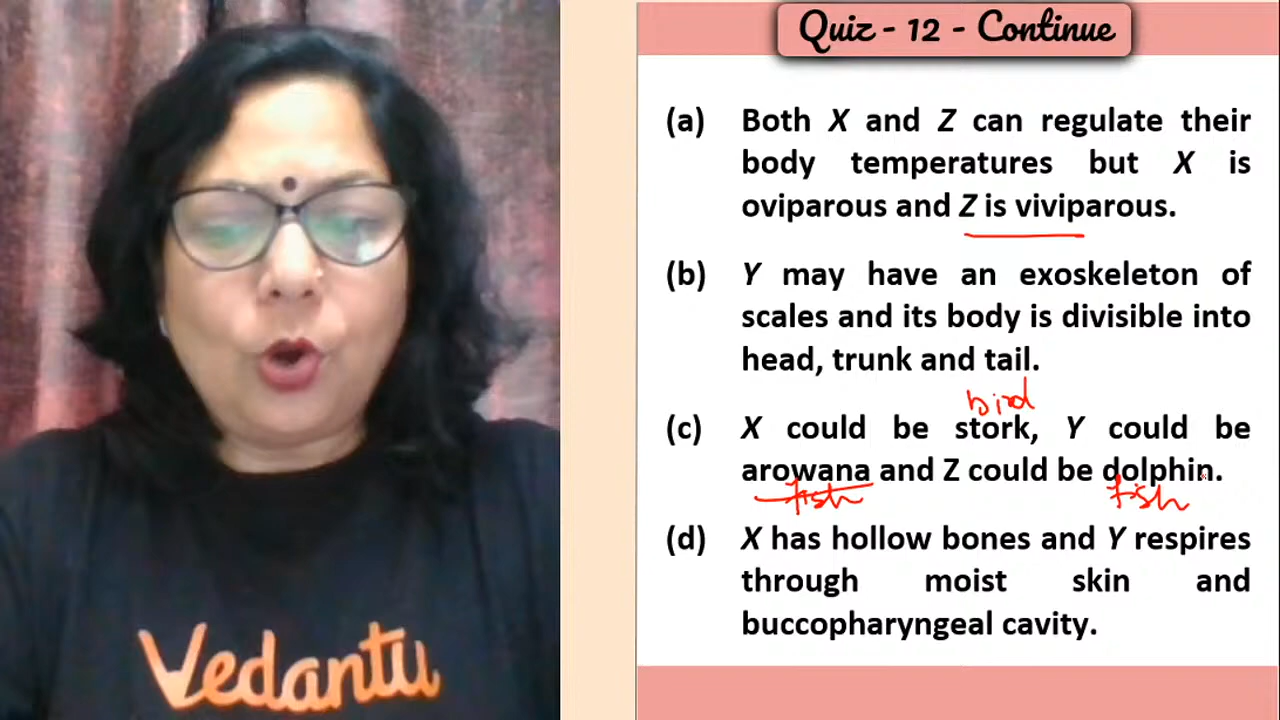 Quiz - 12 - Continue
(a) Both X and Z can regulate their
body temperatures but X is
oviparous and Z is viviparous.
(b) Y may have an exoskeleton of
scales and its body is divisible into
head, trunk and tail.
bird
(c) X could be stork, Y could be
arowana and Z could be dolphin.
fish fish
(d) X has hollow bones and Y respires
through moist skin and
buccopharyngeal cavity.
Vedantu